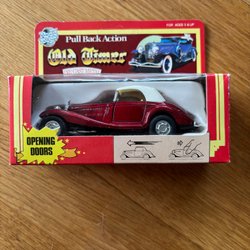 Pull Back Action
FOR AGES 3 & UP
Old Timer
OPENING
DOORS